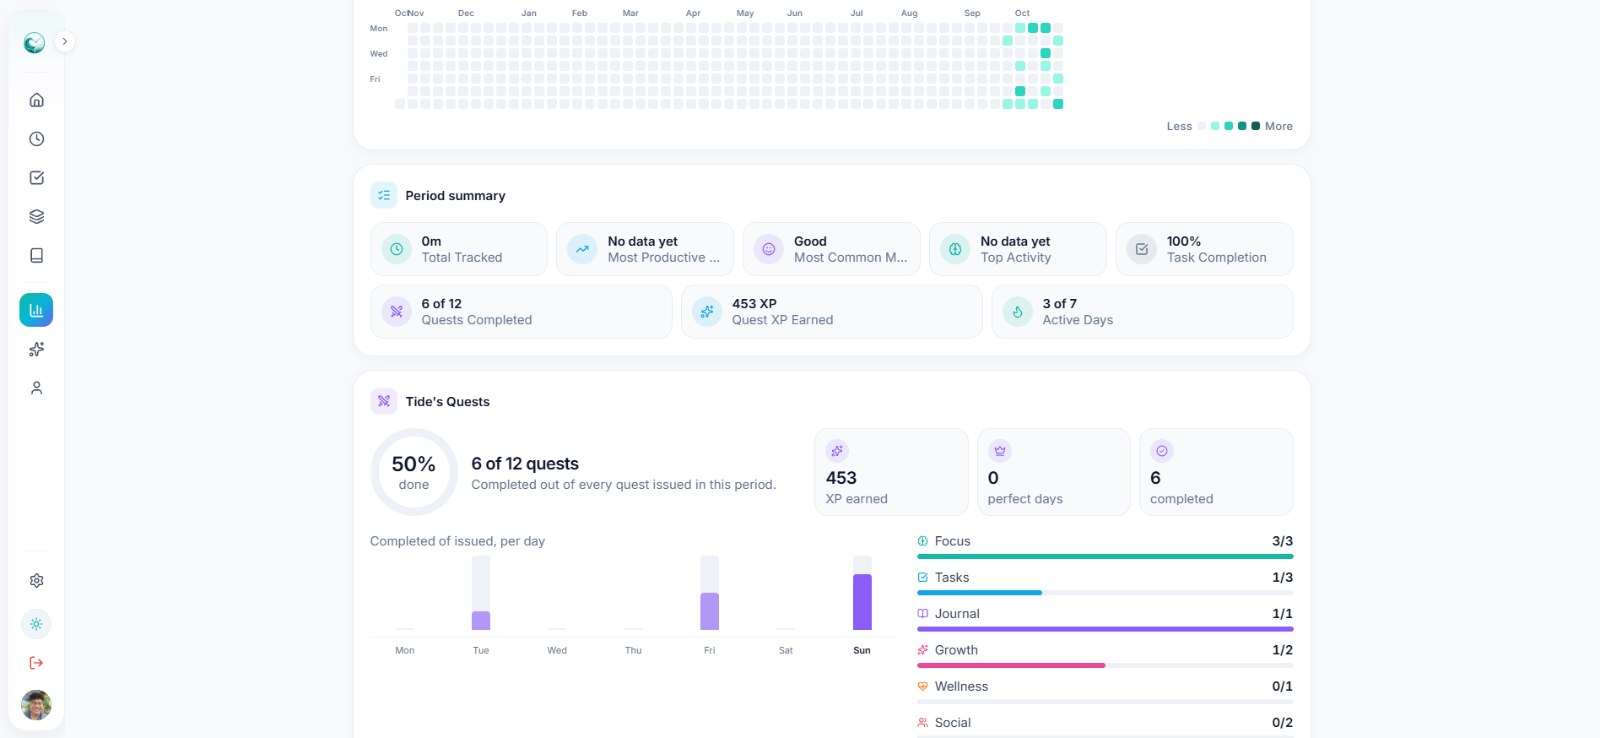 Oct Nov Dec Jan Feb Mar Apr May Jun Jul Aug Sep Oct
Mon
Wed
Fri
Less More
Period summary
0m
Total Tracked
No data yet
Most Productive ...
Good
Most Common M...
No data yet
Top Activity
100%
Task Completion
6 of 12
Quests Completed
453 XP
Quest XP Earned
3 of 7
Active Days
Tide's Quests
50%
done
6 of 12 quests
Completed out of every quest issued in this period.
453
XP earned
0
perfect days
6
completed
Completed of issued, per day
Mon Tue Wed Thu Fri Sat Sun
Focus 3/3
Tasks 1/3
Journal 1/1
Growth 1/2
Wellness 0/1
Social 0/2